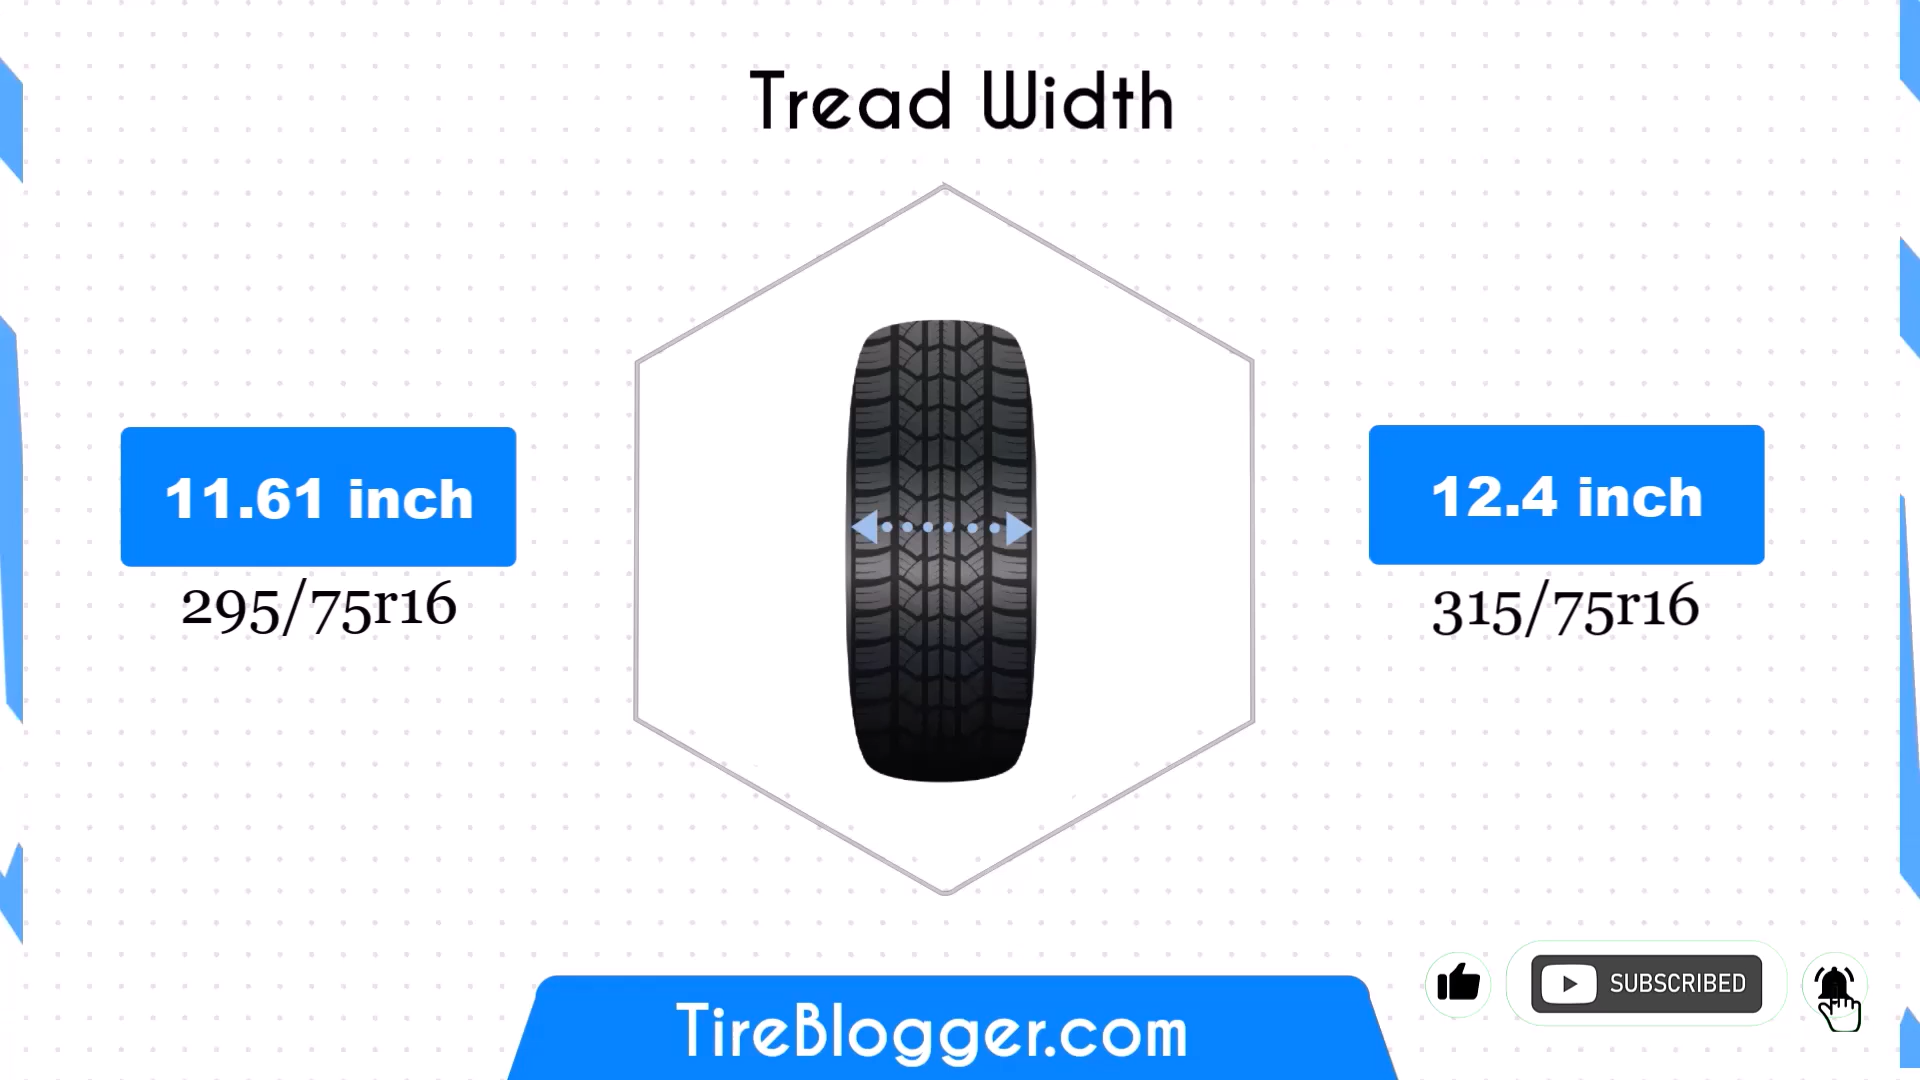 Tread Width
11.61 inch
295/75r16
12.4 inch
315/75r16
SUBSCRIBED
TireBlogger.com